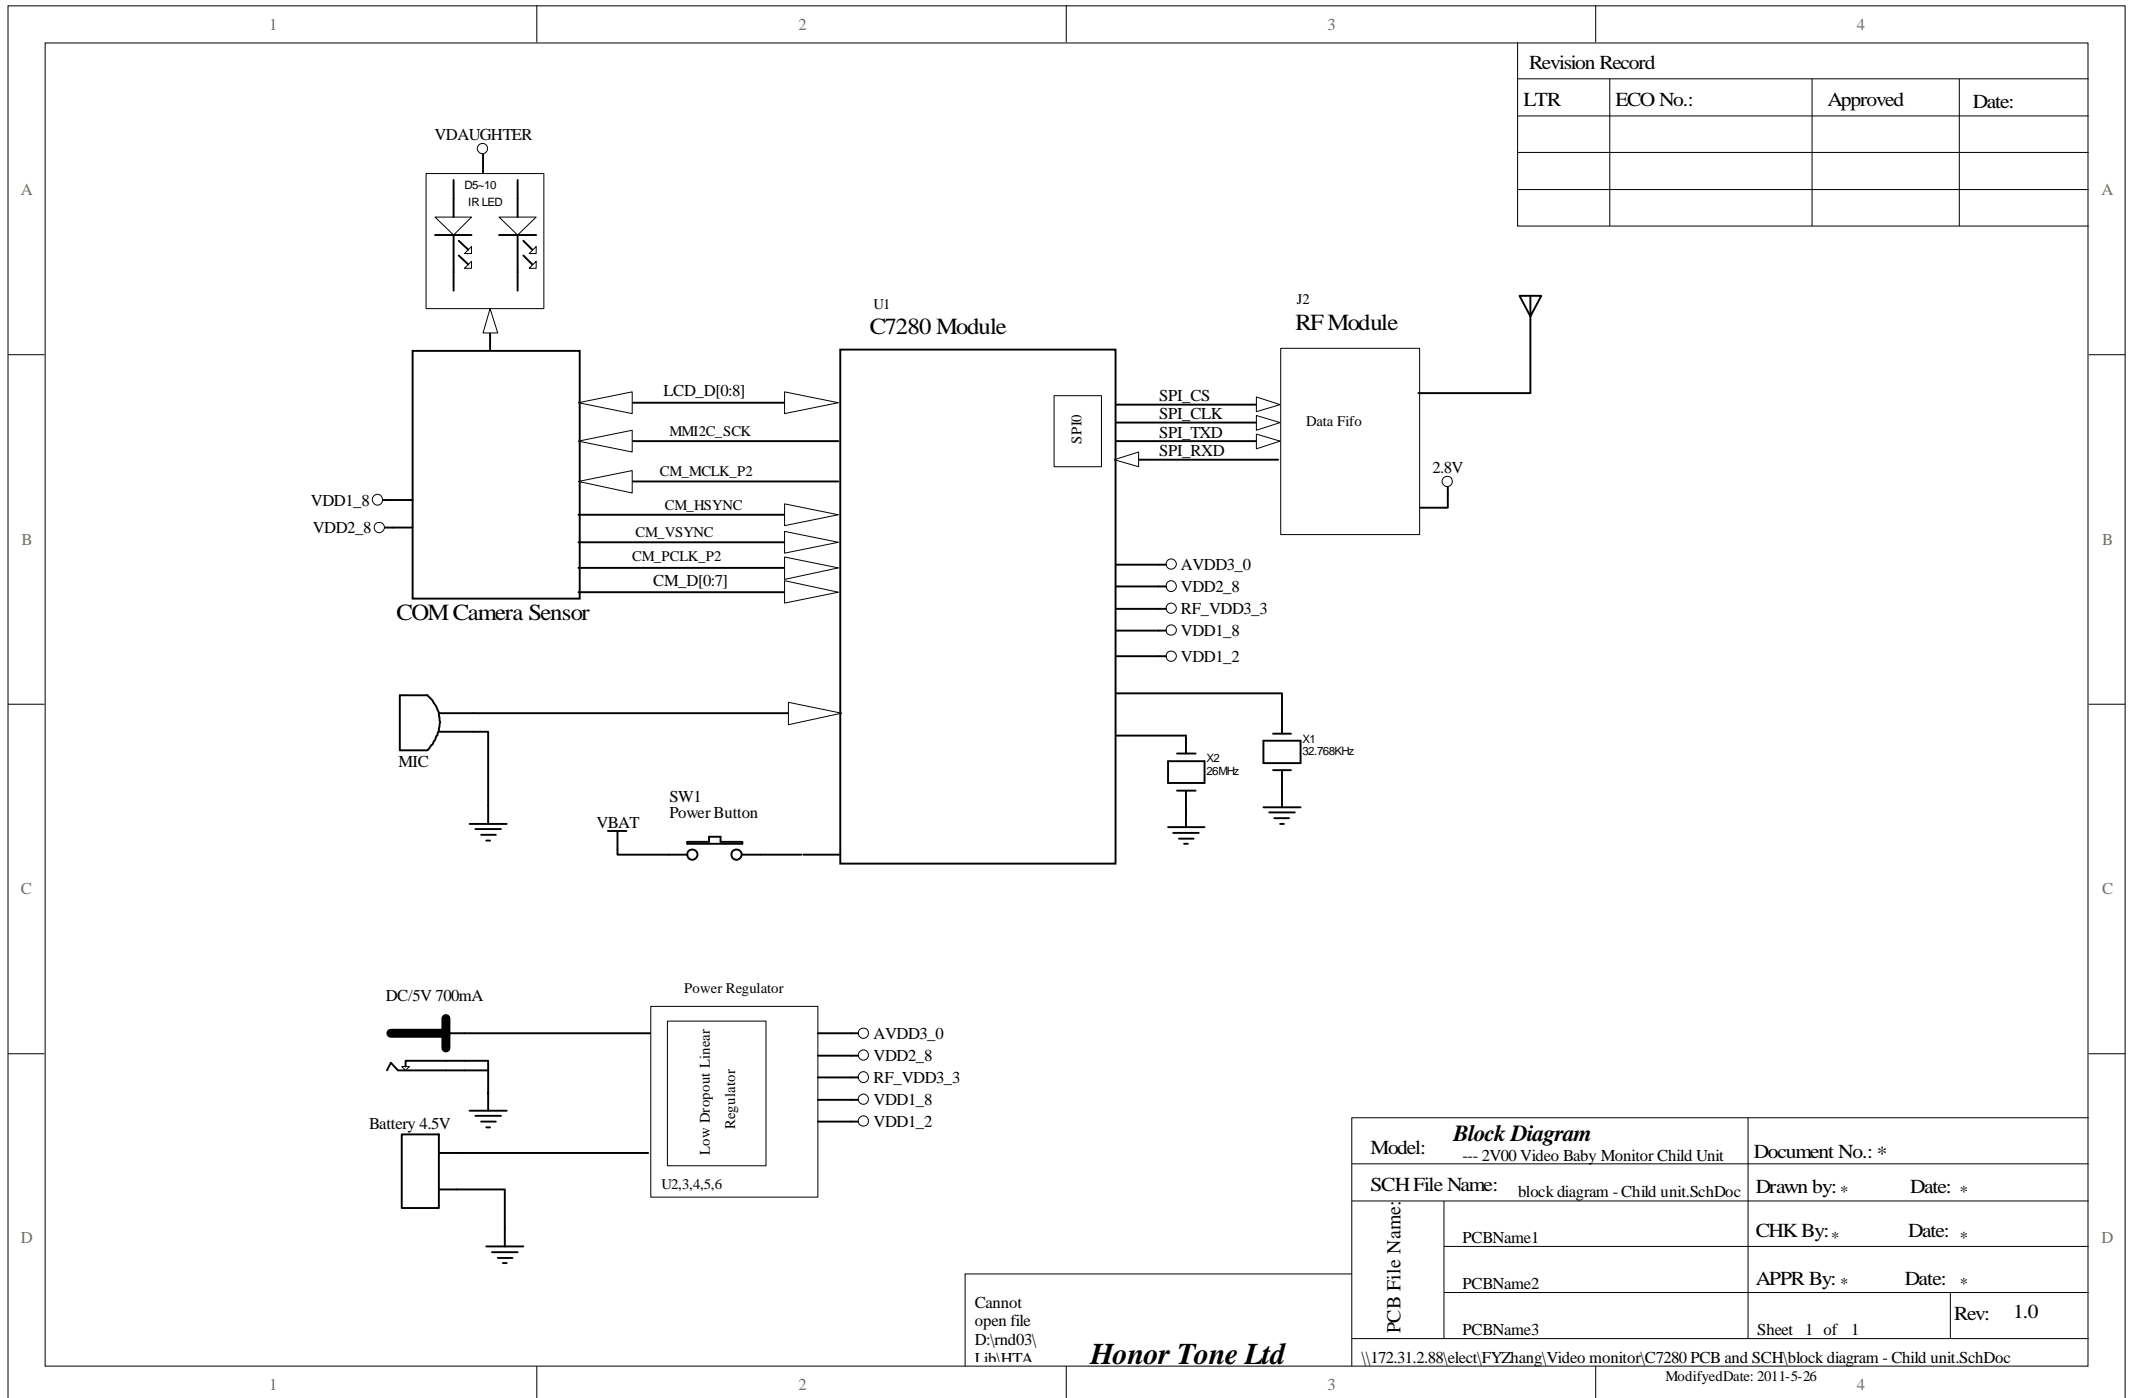 1 2 3 4
Revision Record
LTR ECO No.: Approved Date:
VDAUGHTER
A A
D5~10
IR LED
U1
C7280 Module
J2
RF Module
LCD_D[0:8]
MMI2C_SCK
CM_MCLK_P2
CM_HSYNC
CM_VSYNC
CM_PCLK_P2
CM_D[0:7]
VDD1_8
VDD2_8
COM Camera Sensor
SPI0
SPI_CS
SPI_CLK
SPI_TXD
SPI_RXD
Data Fifo
2.8V
B B
AVDD3_0
VDD2_8
RF_VDD3_3
VDD1_8
VDD1_2
MIC
X1
32.768KHz
X2
26MHz
SW1
Power Button
VBAT
C C
DC/5V 700mA
Power Regulator
Low Dropout Linear
Regulator
U2,3,4,5,6
AVDD3_0
VDD2_8
RF_VDD3_3
VDD1_8
VDD1_2
Battery 4.5V
D D
Cannot
open file
D:\rnd03\
Lib\HTA
Honor Tone Ltd
Model: Block Diagram
--- 2V00 Video Baby Monitor Child Unit
Document No.: *
SCH File Name: block diagram - Child unit.SchDoc
Drawn by: * Date: *
PCB File Name:
PCBName1
CHK By: * Date: *
PCBName2
APPR By: * Date: *
PCBName3
Sheet 1 of 1
Rev: 1.0
\\172.31.2.88\elect\FYZhang\Video monitor\C7280 PCB and SCH\block diagram - Child unit.SchDoc
ModifyedDate: 2011-5-26
1 2 3 4